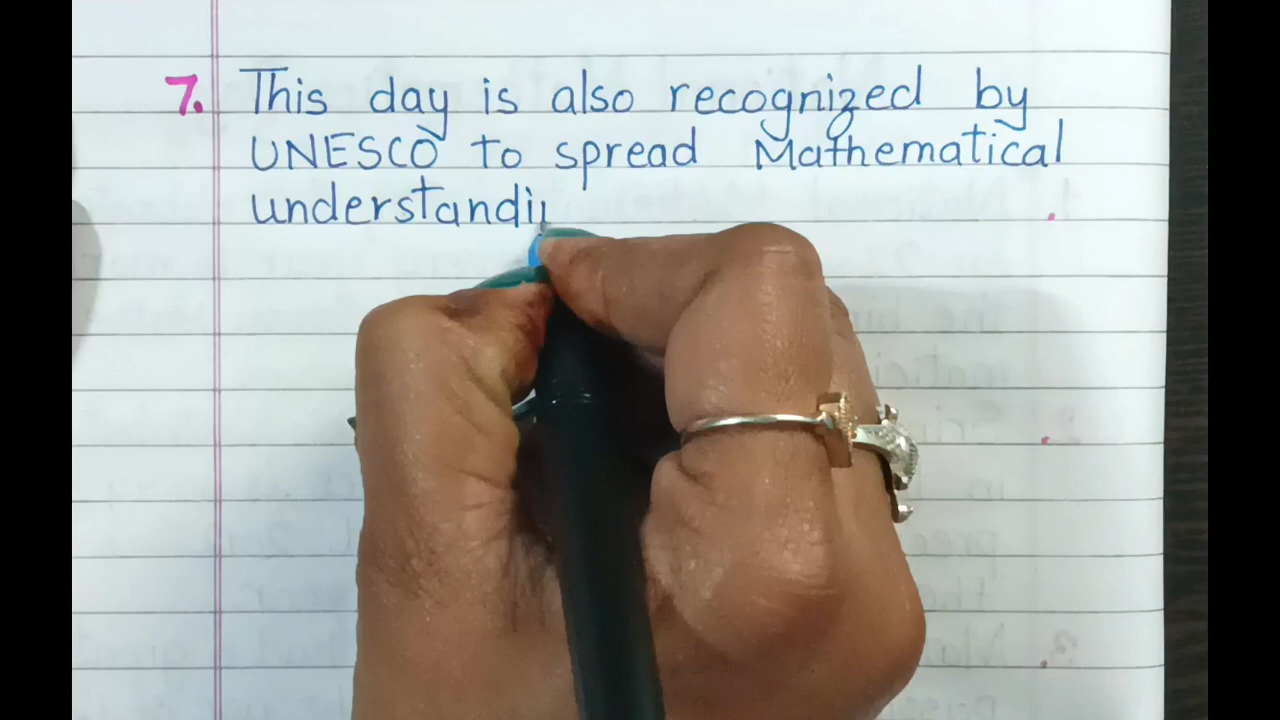 7. This day is also recognized by
UNESCO to spread Mathematical
understandi